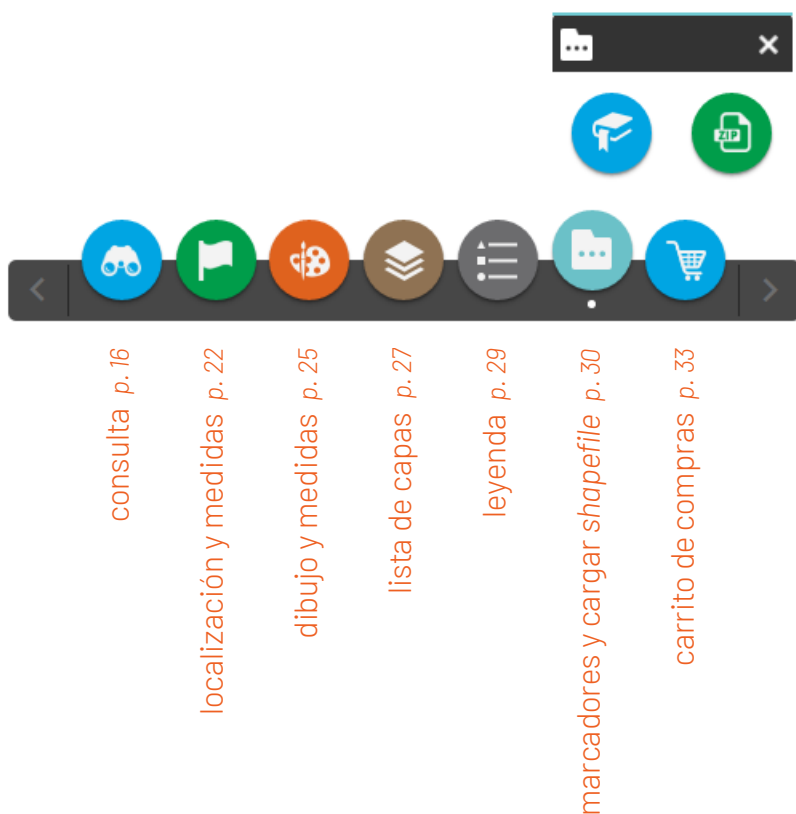 ZIP
consulta p. 16
localización y medidas p. 22
dibujo y medidas p. 25
lista de capas p. 27
leyenda p. 29
marcadores y cargar shapefile p. 30
carrito de compras p. 33